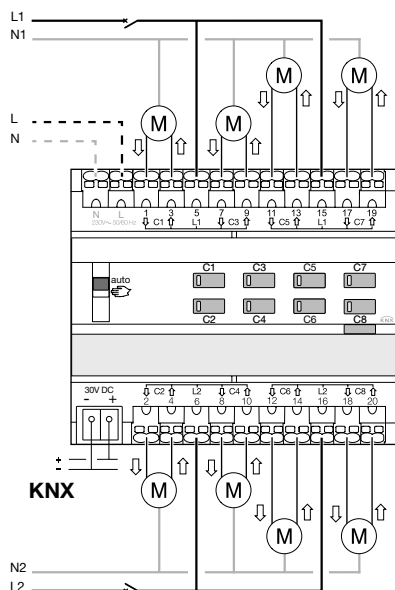 L1
N1
M M
M M
L
N
N L 1 3 5 7 9 11 13 15 17 19
230V~ 50/60 Hz C1 L1 C3 C5 L1 C7
auto
C1 C3 C5 C7
C2 C4 C6 C8
KNX
30V DC
- +
C2 L2 C4 C6 L2 C8
2 4 6 8 10 12 14 16 18 20
+
-
KNX
M M
M M
N2
L2